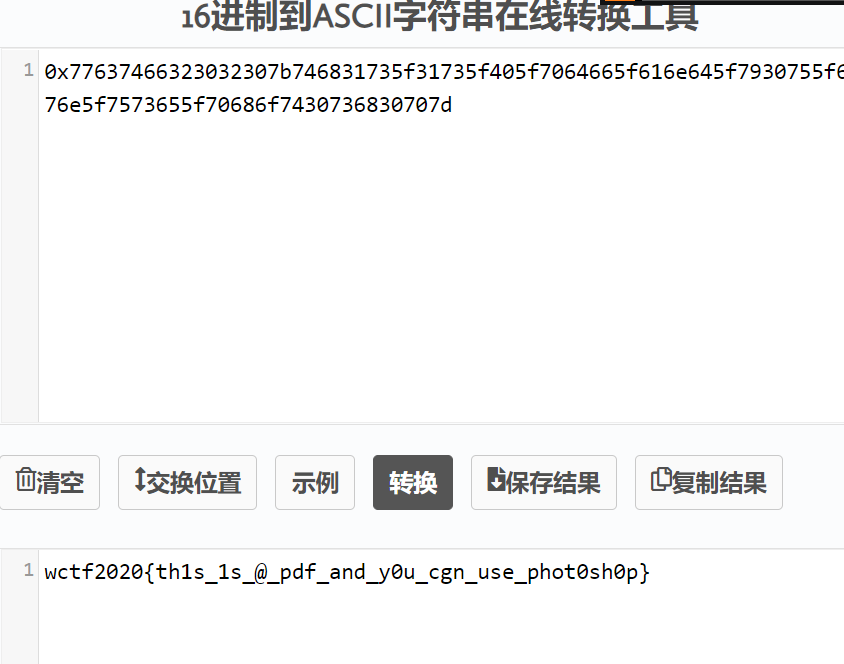 16进制到ASCII字符串在线转换工具
1
0x77637466323032307b746831735f31735f405f7064665f616e645f7930755f6
76e5f7573655f70686f7430736830707d
清空 交换位置 示例 转换 保存结果 复制结果
1
wctf2020{th1s_1s_@_pdf_and_y0u_cgn_use_phot0sh0p}